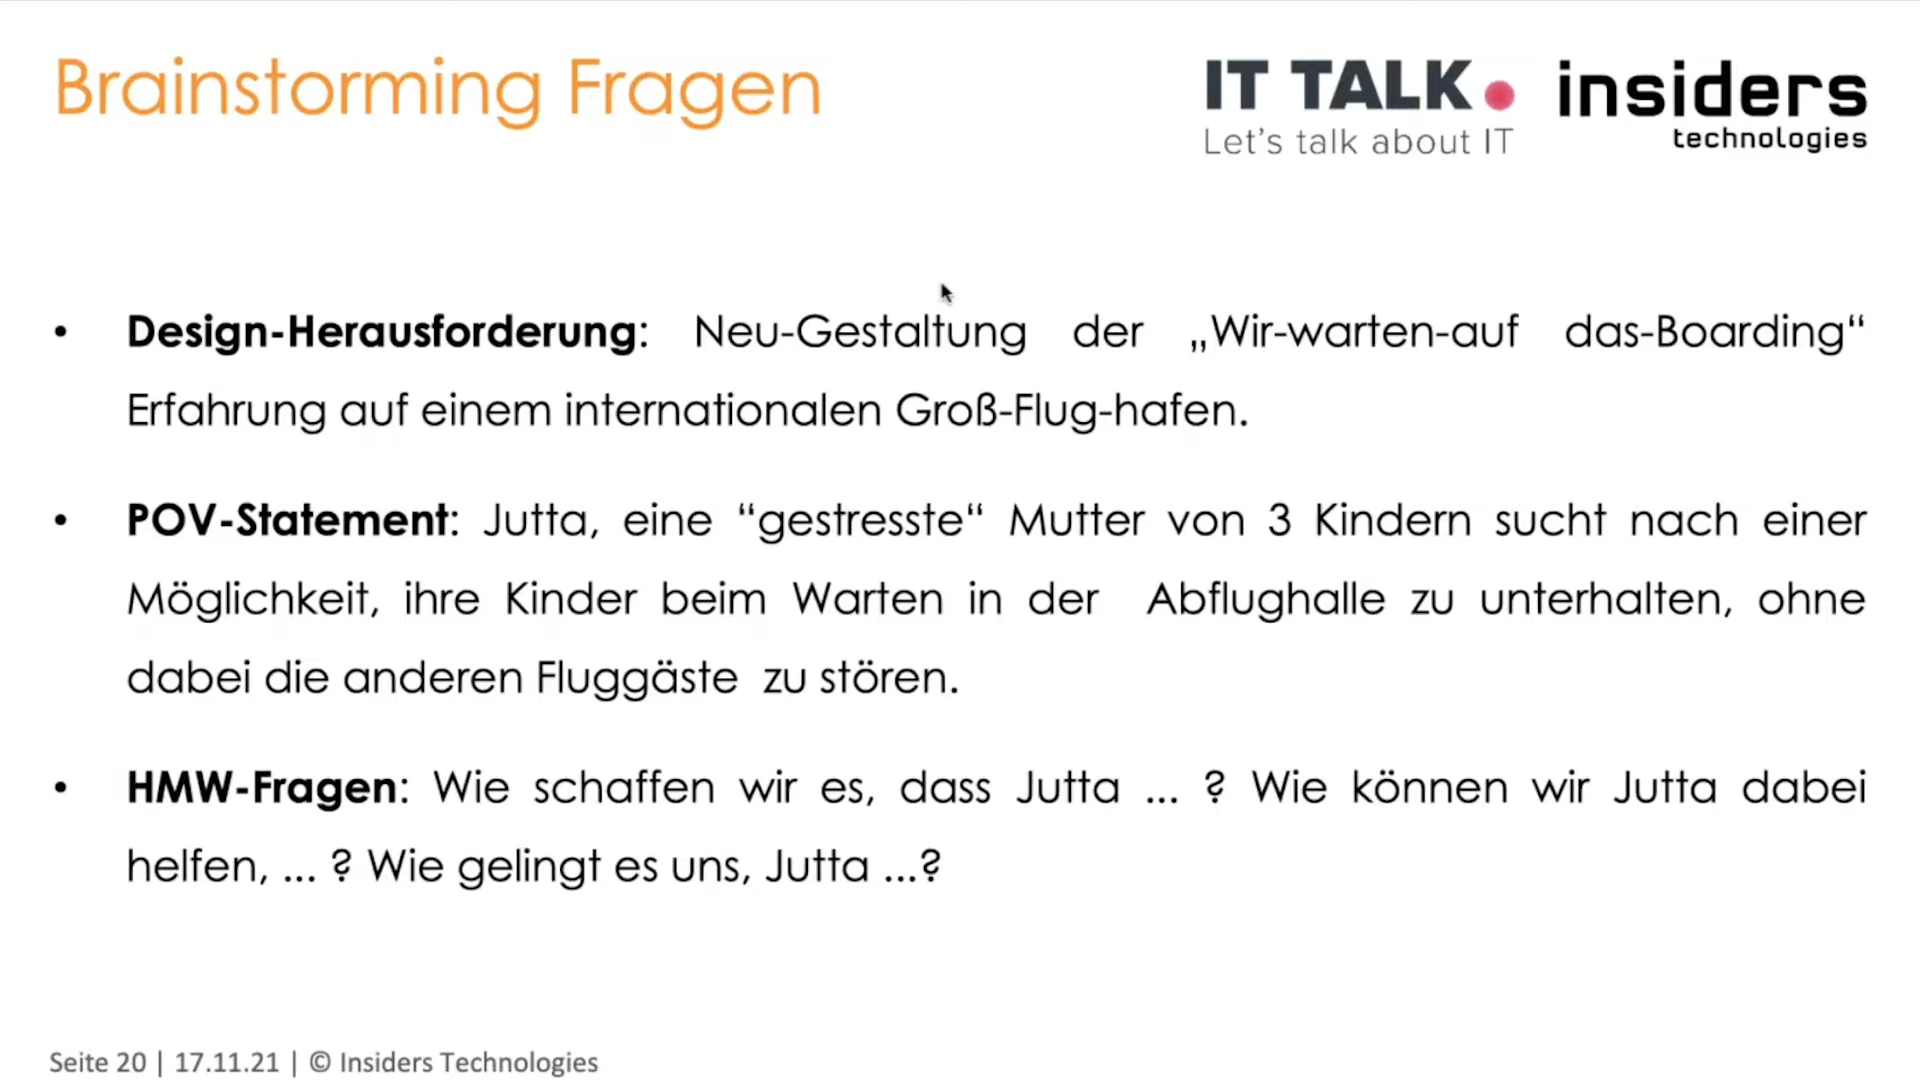 Brainstorming Fragen
IT TALK.
Let's talk about IT
insiders
technologies
• Design-Herausforderung: Neu-Gestaltung der „Wir-warten-auf das-Boarding“
Erfahrung auf einem internationalen Groß-Flug-hafen.
• POV-Statement: Jutta, eine “gestresste“ Mutter von 3 Kindern sucht nach einer
Möglichkeit, ihre Kinder beim Warten in der Abflughalle zu unterhalten, ohne
dabei die anderen Fluggäste zu stören.
• HMW-Fragen: Wie schaffen wir es, dass Jutta ... ? Wie können wir Jutta dabei
helfen, ... ? Wie gelingt es uns, Jutta ...?
Seite 20 | 17.11.21 | © Insiders Technologies